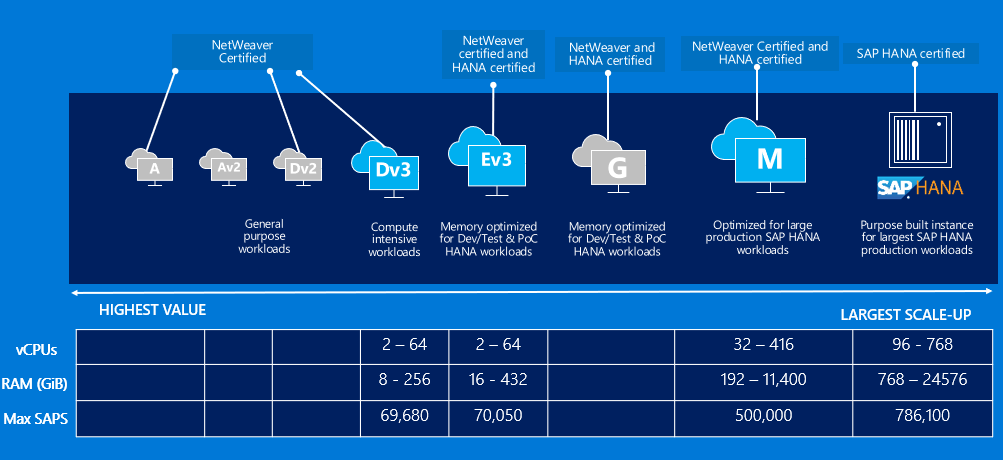 NetWeaver
Certified
NetWeaver
certified and
HANA certified
NetWeaver and
HANA certified
NetWeaver Certified and
HANA certified
SAP HANA certified
A
Av2
Dv2
Dv3
Ev3
G
M
SAP HANA
General
purpose
workloads
Compute
intensive
workloads
Memory optimized
for Dev/Test & PoC
HANA workloads
Memory optimized
for Dev/Test & PoC
HANA workloads
Optimized for large
production SAP HANA
workloads
Purpose built instance
for largest SAP HANA
production workloads
HIGHEST VALUE
LARGEST SCALE-UP
vCPUs 2 – 64 2 – 64 32 – 416 96 - 768
RAM (GiB) 8 - 256 16 - 432 192 – 11,400 768 – 24576
Max SAPS 69,680 70,050 500,000 786,100